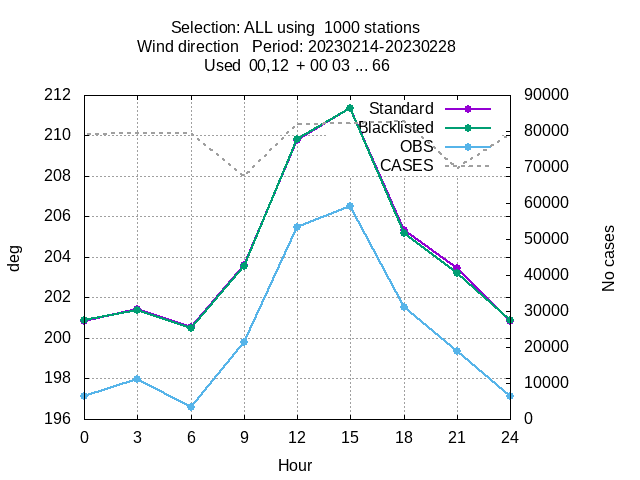 Selection: ALL using  1000 stations
Wind direction   Period: 20230214-20230228
Used  00,12  + 00 03 ... 66
212
210
208
206
204
202
200
198
196
90000
80000
70000
60000
50000
40000
30000
20000
10000
0
Standard
Blacklisted
OBS
CASES
deg
No cases
0 3 6 9 12 15 18 21 24
Hour